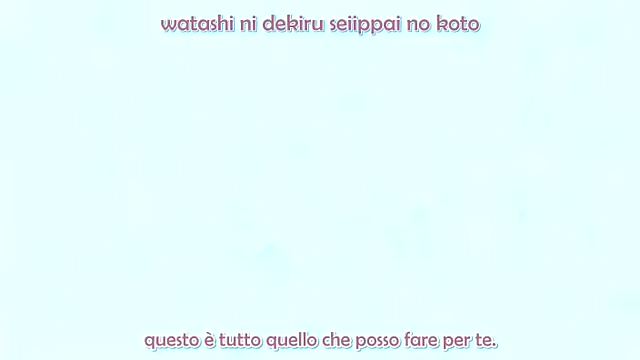 watashi ni dekiru seiippai no koto
questo è tutto quello che posso fare per te.